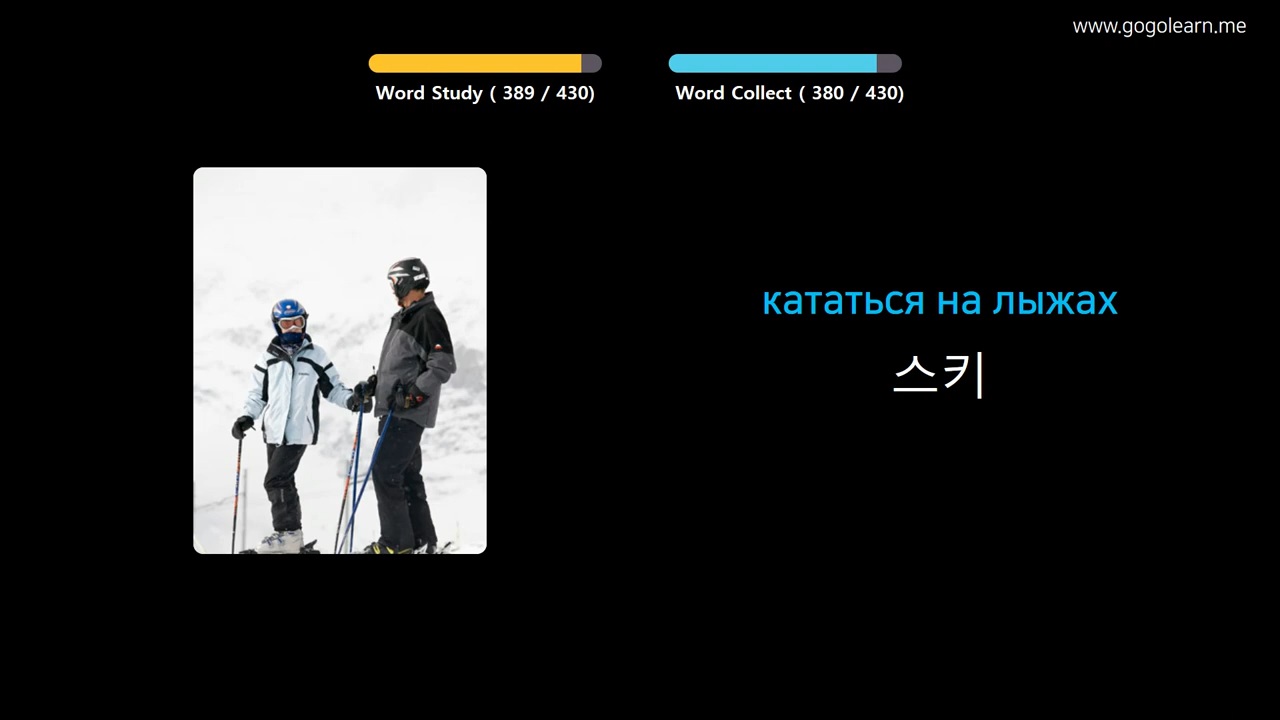 www.gogolearn.me
Word Study ( 389 / 430)
Word Collect ( 380 / 430)
кататься на лыжах
스키